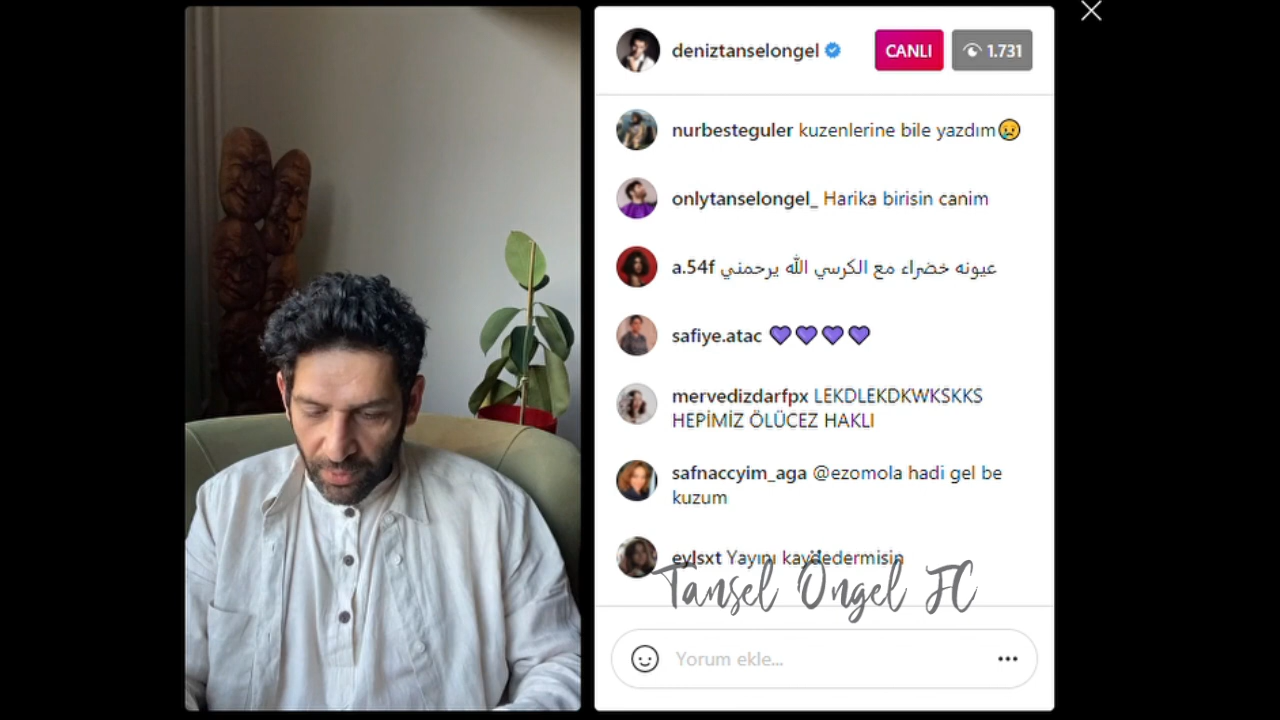 deniztanselongel
CANLI
1.731
nurbesteguler kuzenlerine bile yazdım😢
onlytanselongel_ Harika birisin canim
a.54f عيونه خضراء مع الكرسي الله يرحمني
safiye.atac 💜💜💜💜
mervedizdarfpx LEKDLEKDKWKSKKS
HEPİMİZ ÖLÜCEZ HAKLI
safnaccyim_aga @ezomola hadi gel be
kuzum
eylsxt Yayını kaydedermisin
Tansel Öngel FC
Yorum ekle...